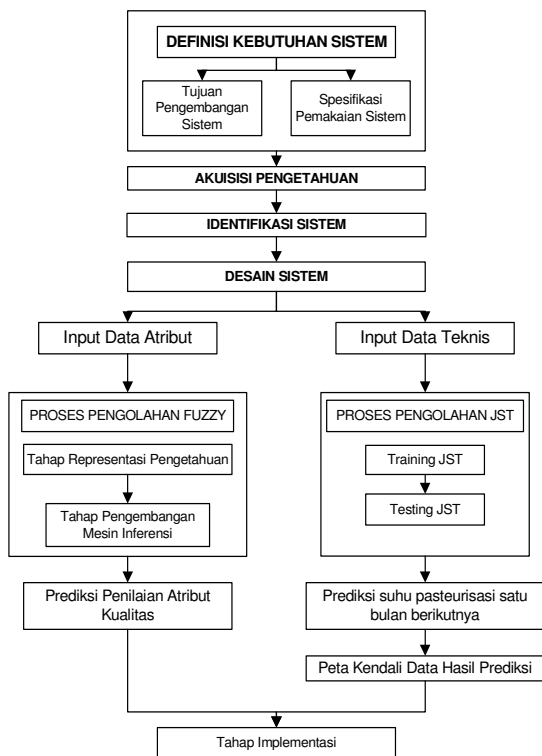 DEFINISI KEBUTUHAN SISTEM
Tujuan
Pengembangan
Sistem
Spesifikasi
Pemakaian Sistem
AKUISISI PENGETAHUAN
IDENTIFIKASI SISTEM
DESAIN SISTEM
Input Data Atribut
Input Data Teknis
PROSES PENGOLAHAN FUZZY
Tahap Representasi Pengetahuan
Tahap Pengembangan
Mesin Inferensi
PROSES PENGOLAHAN JST
Training JST
Testing JST
Prediksi Penilaian Atribut
Kualitas
Prediksi suhu pasteurisasi satu
bulan berikutnya
Peta Kendali Data Hasil Prediksi
Tahap Implementasi